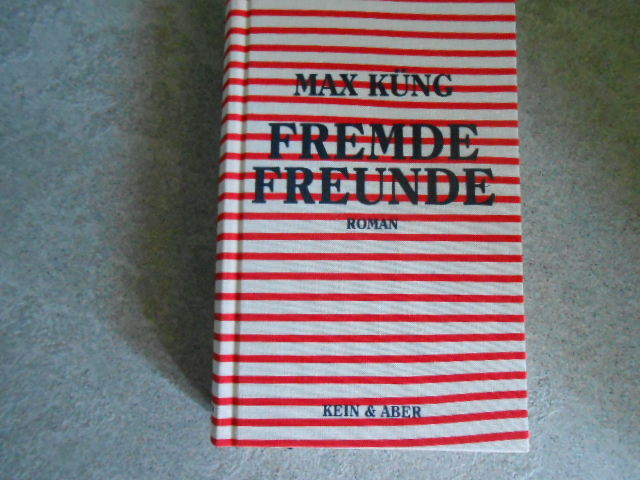 MAX KÜNG
FREMDE
FREUNDE
ROMAN
KEIN & ABER